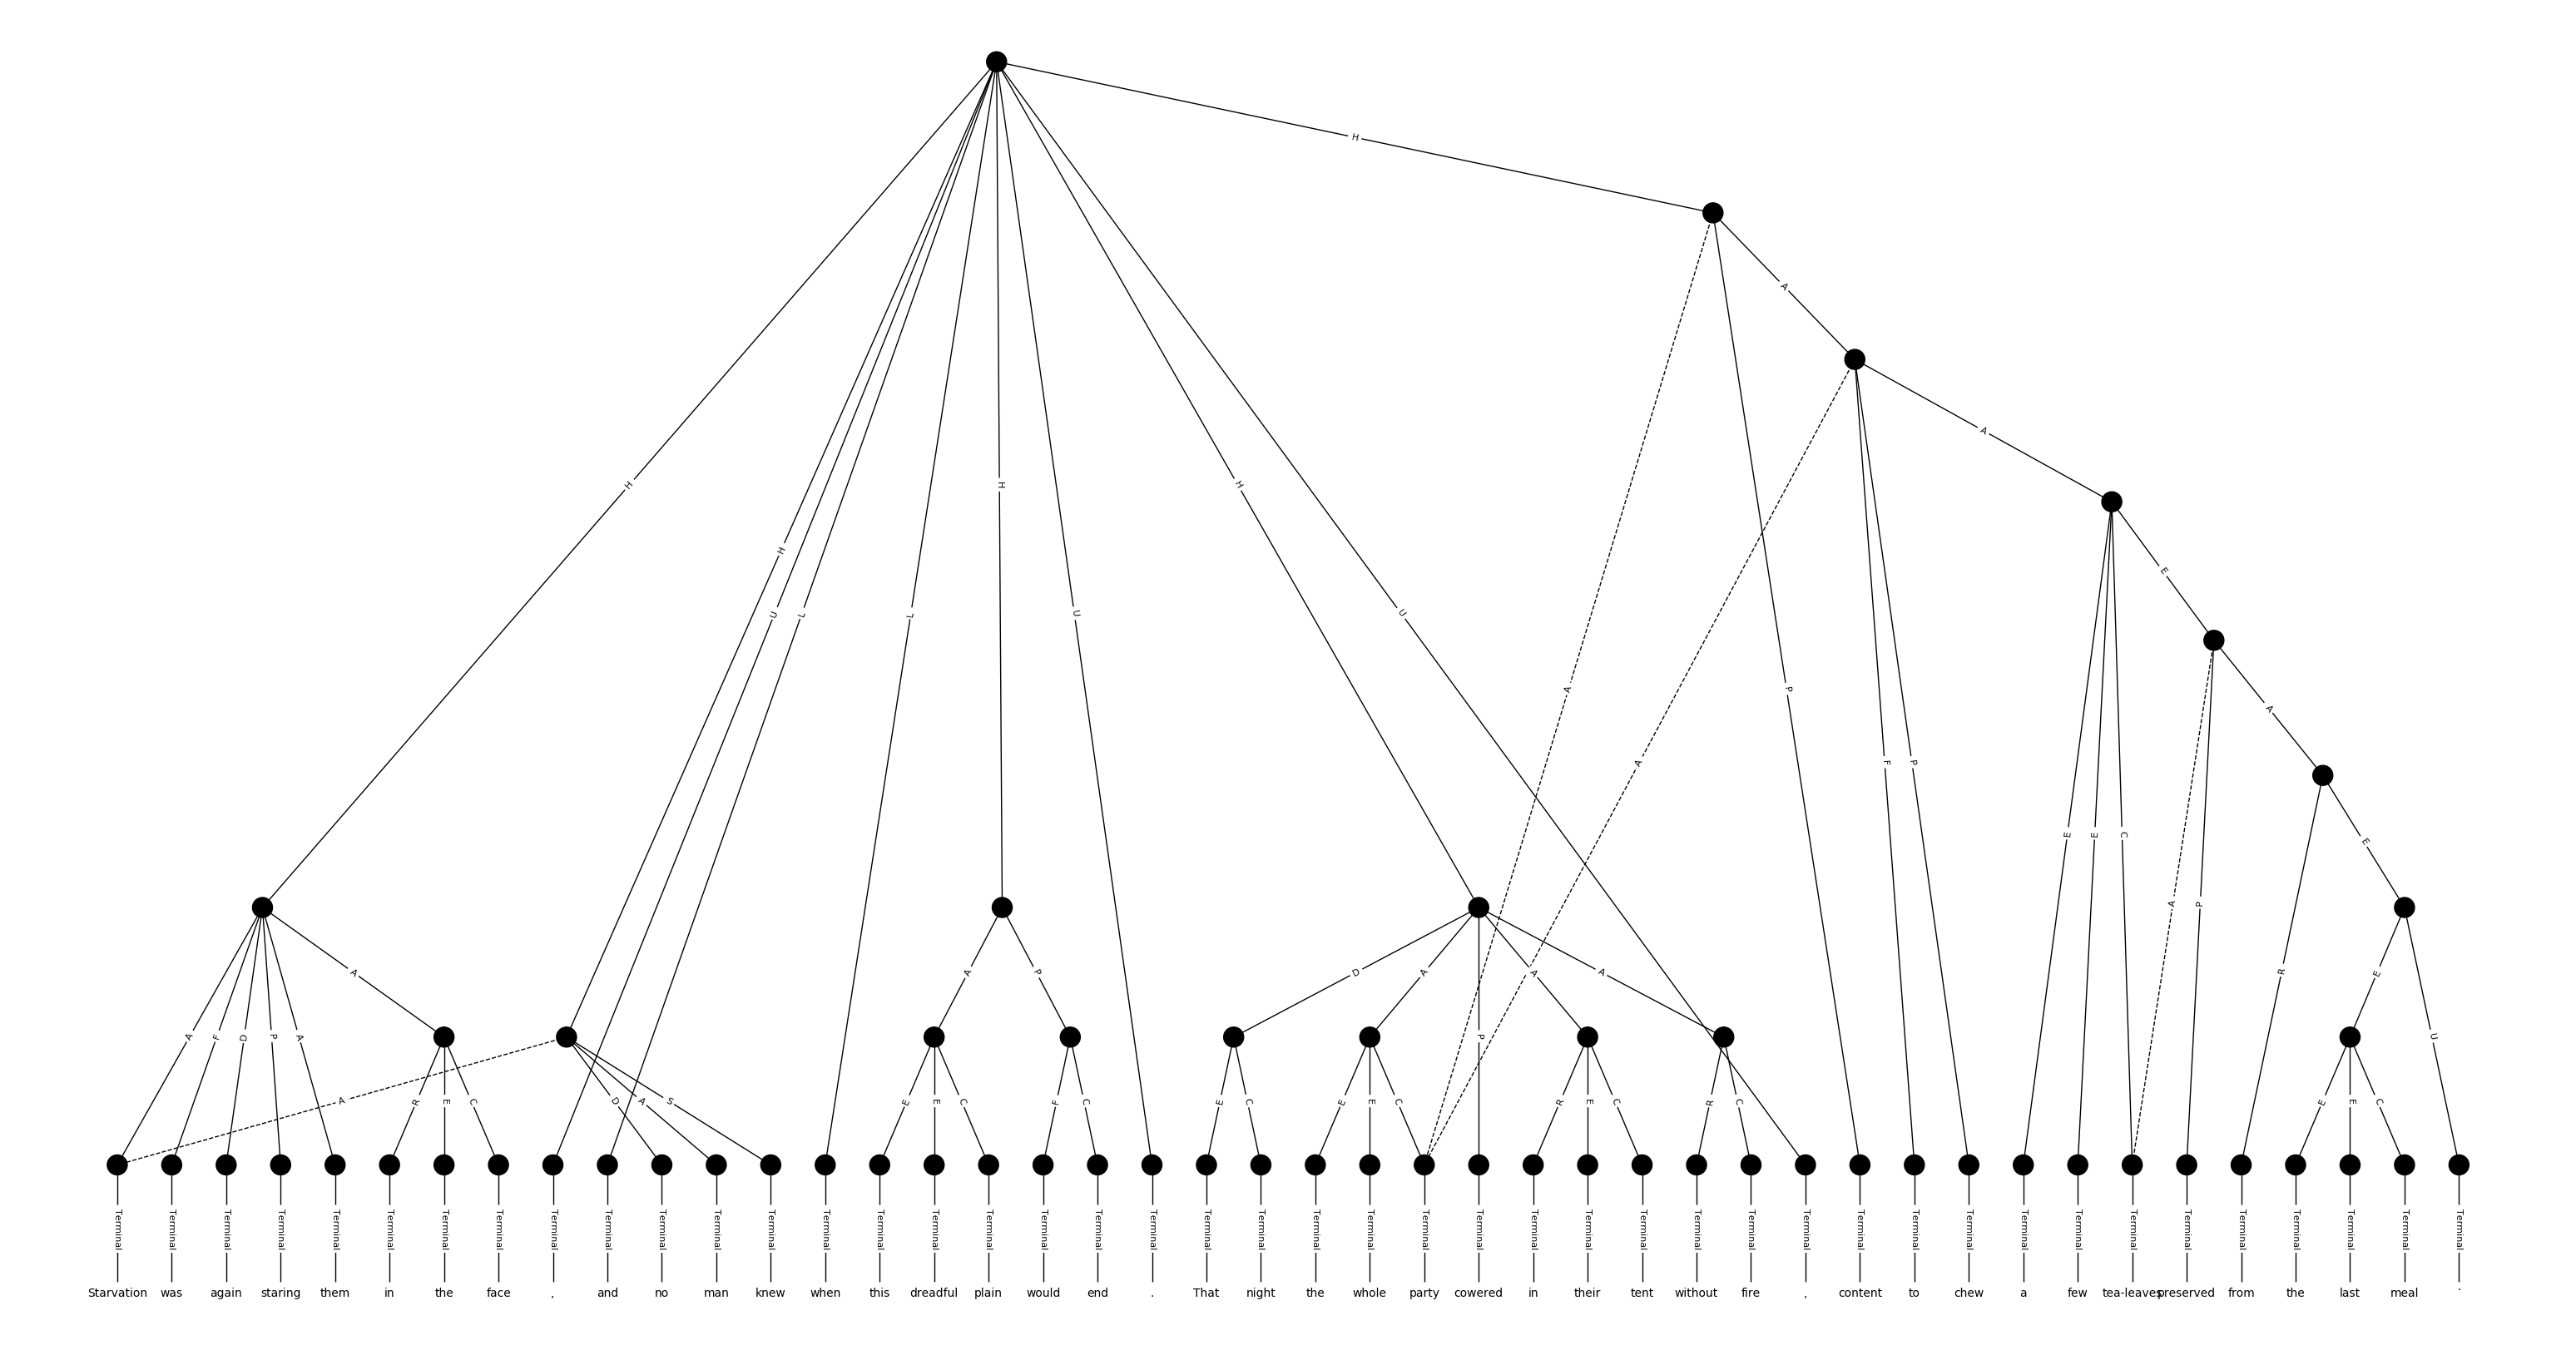 H
H H U L L H U H U
A
A A
A E
P F P
E E C A P A
A F D P A A
A P
D A P A A
R E
A R E C D A S
E E C F C
E C E E C R E C R C
E U
E E C
Terminal Terminal Terminal Terminal Terminal Terminal Terminal Terminal Terminal Terminal Terminal Terminal Terminal Terminal Terminal Terminal Terminal Terminal Terminal Terminal Terminal Terminal Terminal Terminal Terminal Terminal Terminal Terminal Terminal Terminal Terminal Terminal Terminal Terminal Terminal Terminal Terminal Terminal Terminal Terminal Terminal Terminal Terminal Terminal
Starvation was again staring them in the face , and no man knew when this dreadful plain would end . That night the whole party cowered in their tent without fire , content to chew a few tea-leaves preserved from the last meal .